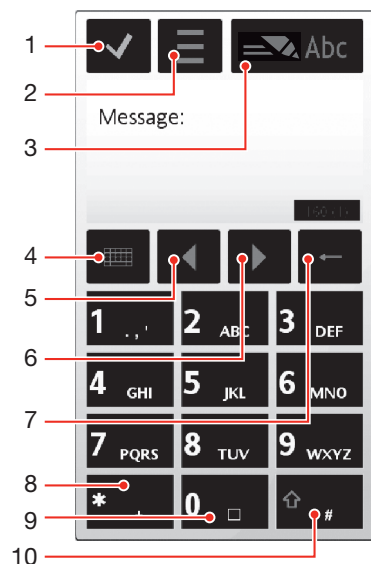 1
Abc
2
Message:
3
4
5
1 . , '
2 ABC
3 DEF
6
4 GHI
5 JKL
6 MNO
7
7 PQRS
8 TUV
9 WXYZ
8
*
0
#
9
10